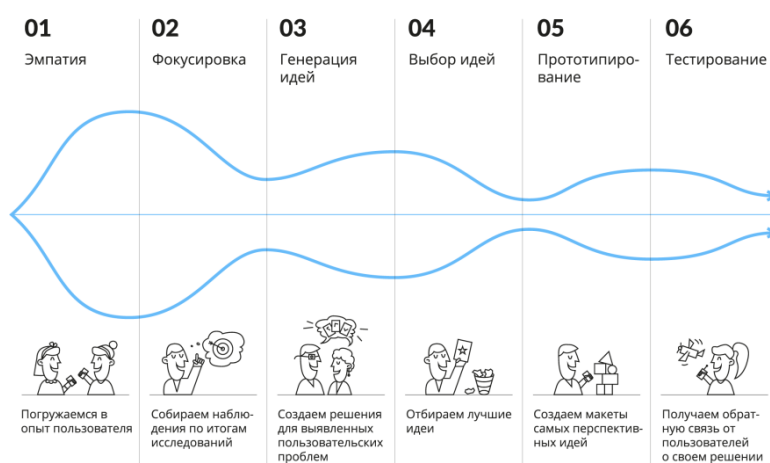 01
Эмпатия
02
Фокусировка
03
Генерация
идей
04
Выбор идей
05
Прототипиро-
вание
06
Тестирование
Погружаемся в
опыт пользователя
Собираем наблю-
дения по итогам
исследований
Создаем решения
для выявленных
пользовательских
проблем
Отбираем лучшие
идеи
Создаем макеты
самых перспектив-
ных идей
Получаем обрат-
ную связь от
пользователей
о своем решении